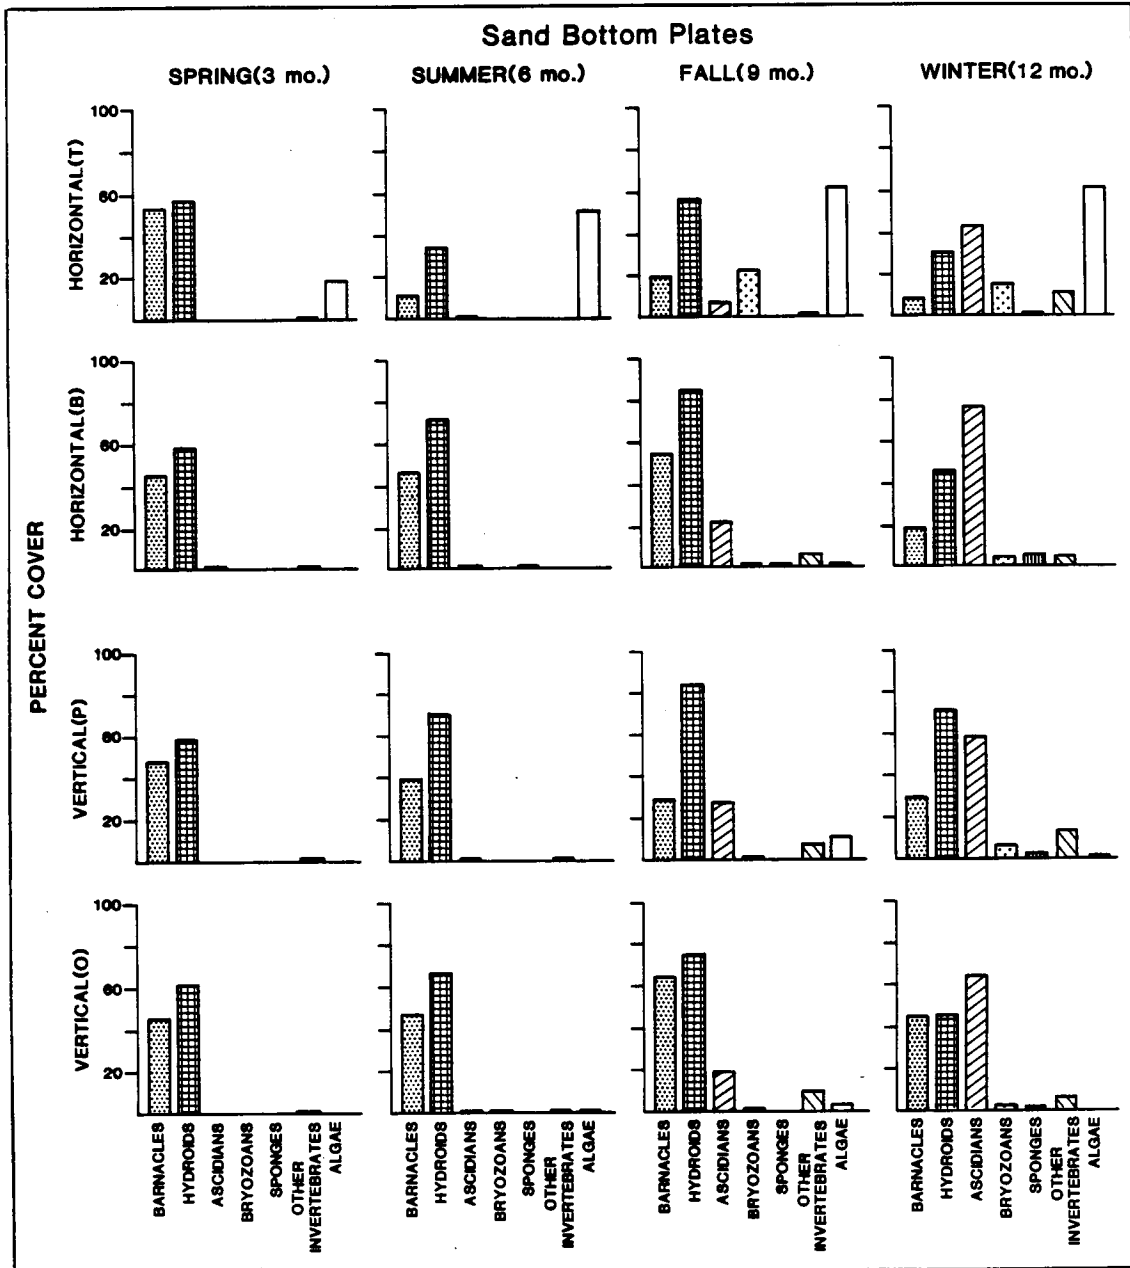 Sand Bottom Plates
SPRING(3 mo.) SUMMER(6 mo.) FALL(9 mo.) WINTER(12 mo.)
PERCENT COVER
HORIZONTAL(T)
100
60
20
HORIZONTAL(B)
100
60
20
VERTICAL(P)
100
60
20
VERTICAL(O)
100
60
20
BARNACLES
HYDROIDS
ASCIDIANS
BRYOZOANS
SPONGES
OTHER
INVERTEBRATES
ALGAE
BARNACLES
HYDROIDS
ASCIDIANS
BRYOZOANS
SPONGES
OTHER
INVERTEBRATES
ALGAE
BARNACLES
HYDROIDS
ASCIDIANS
BRYOZOANS
SPONGES
OTHER
INVERTEBRATES
ALGAE
BARNACLES
HYDROIDS
ASCIDIANS
BRYOZOANS
SPONGES
OTHER
INVERTEBRATES
ALGAE